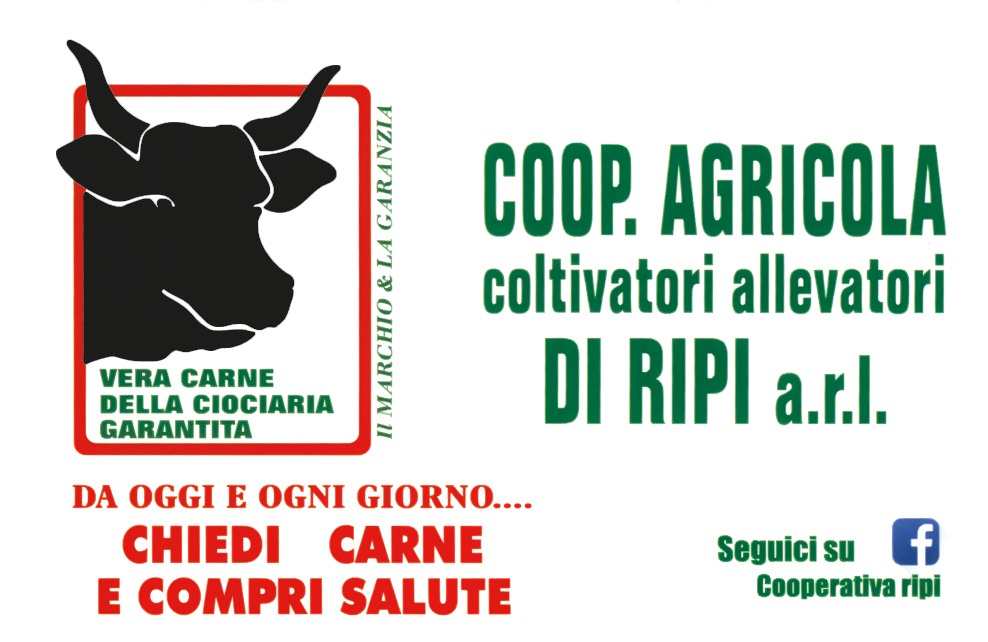 VERA CARNE
DELLA CIOCIARIA
GARANTITA
Il MARCHIO & LA GARANZIA
DA OGGI E OGNI GIORNO....
CHIEDI CARNE
E COMPRI SALUTE
COOP. AGRICOLA
coltivatori allevatori
DI RIPI a.r.l.
Seguici su f
Cooperativa ripi